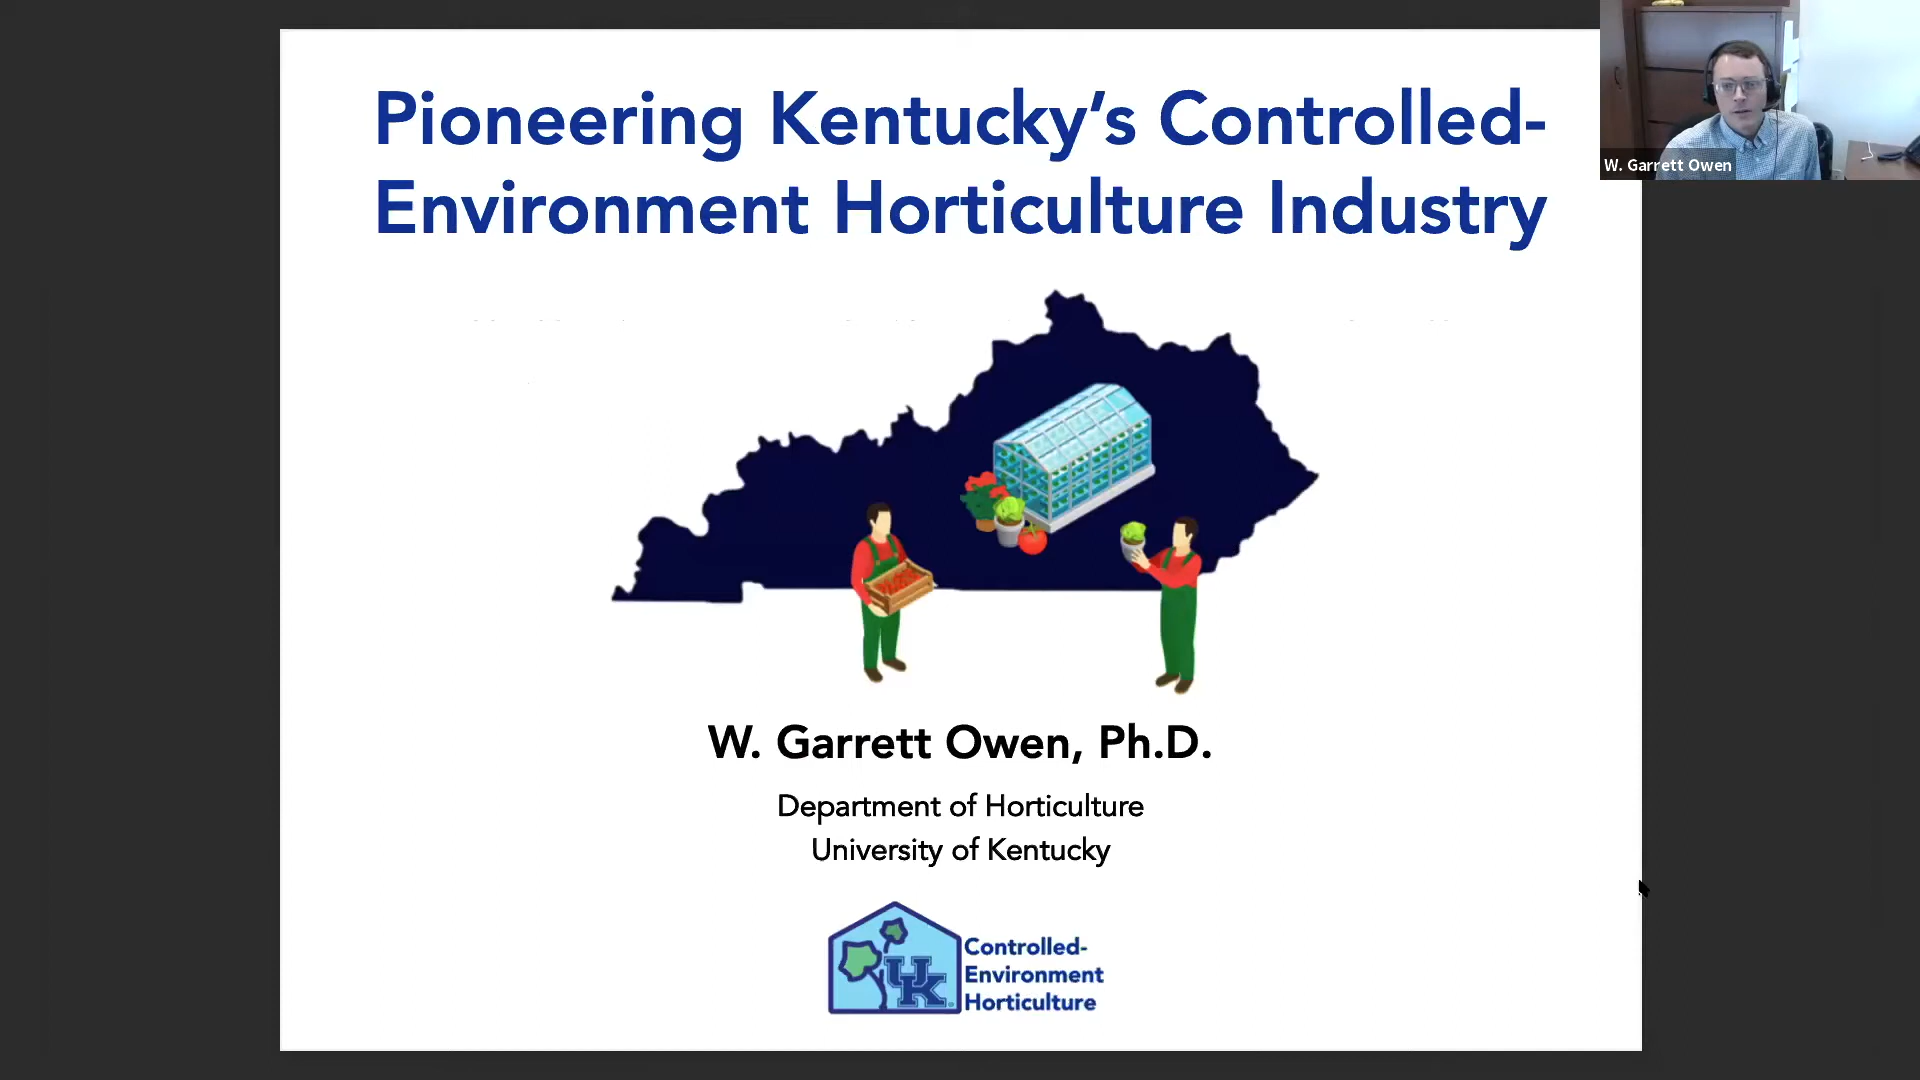 Pioneering Kentucky’s Controlled-
Environment Horticulture Industry
W. Garrett Owen
W. Garrett Owen, Ph.D.
Department of Horticulture
University of Kentucky
UK
Controlled-
Environment
Horticulture